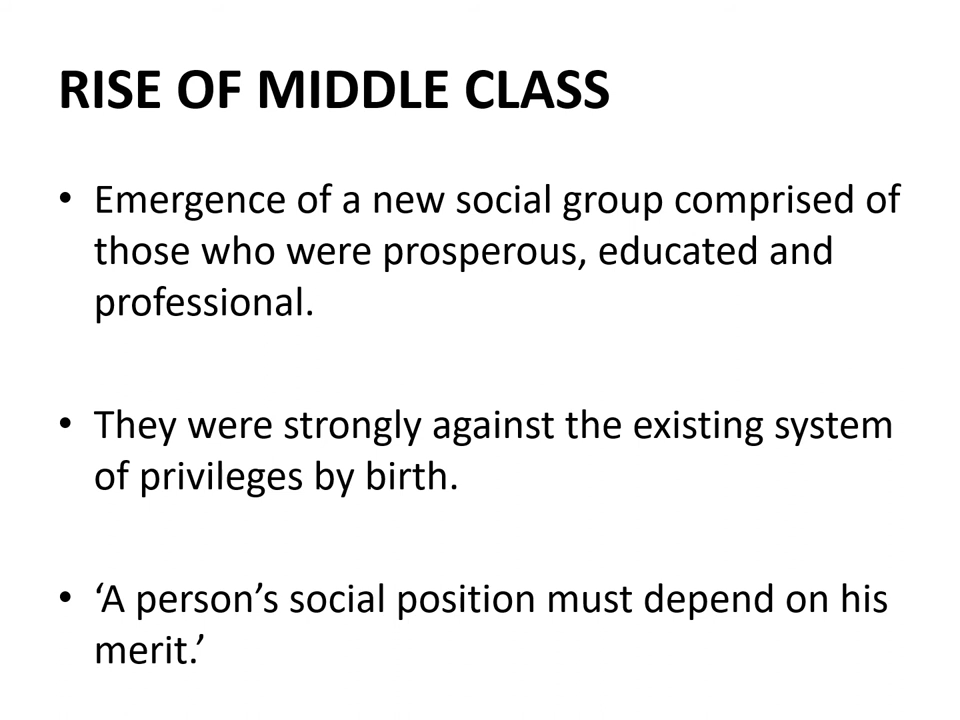 RISE OF MIDDLE CLASS
• Emergence of a new social group comprised of
those who were prosperous, educated and
professional.
• They were strongly against the existing system
of privileges by birth.
• ‘A person’s social position must depend on his
merit.’